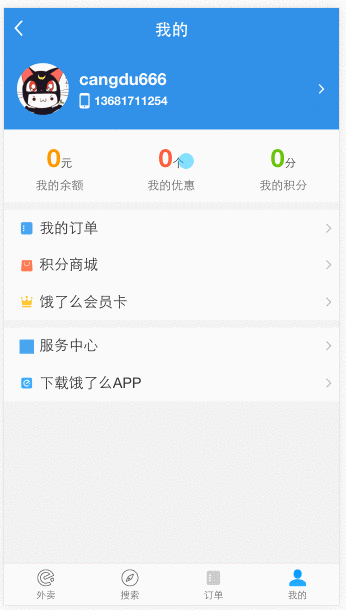 我的
cangdu666
13681711254
0元
0个
0分
我的余额
我的优惠
我的积分
我的订单
积分商城
饿了么会员卡
服务中心
下载饿了么APP
外卖
搜索
订单
我的